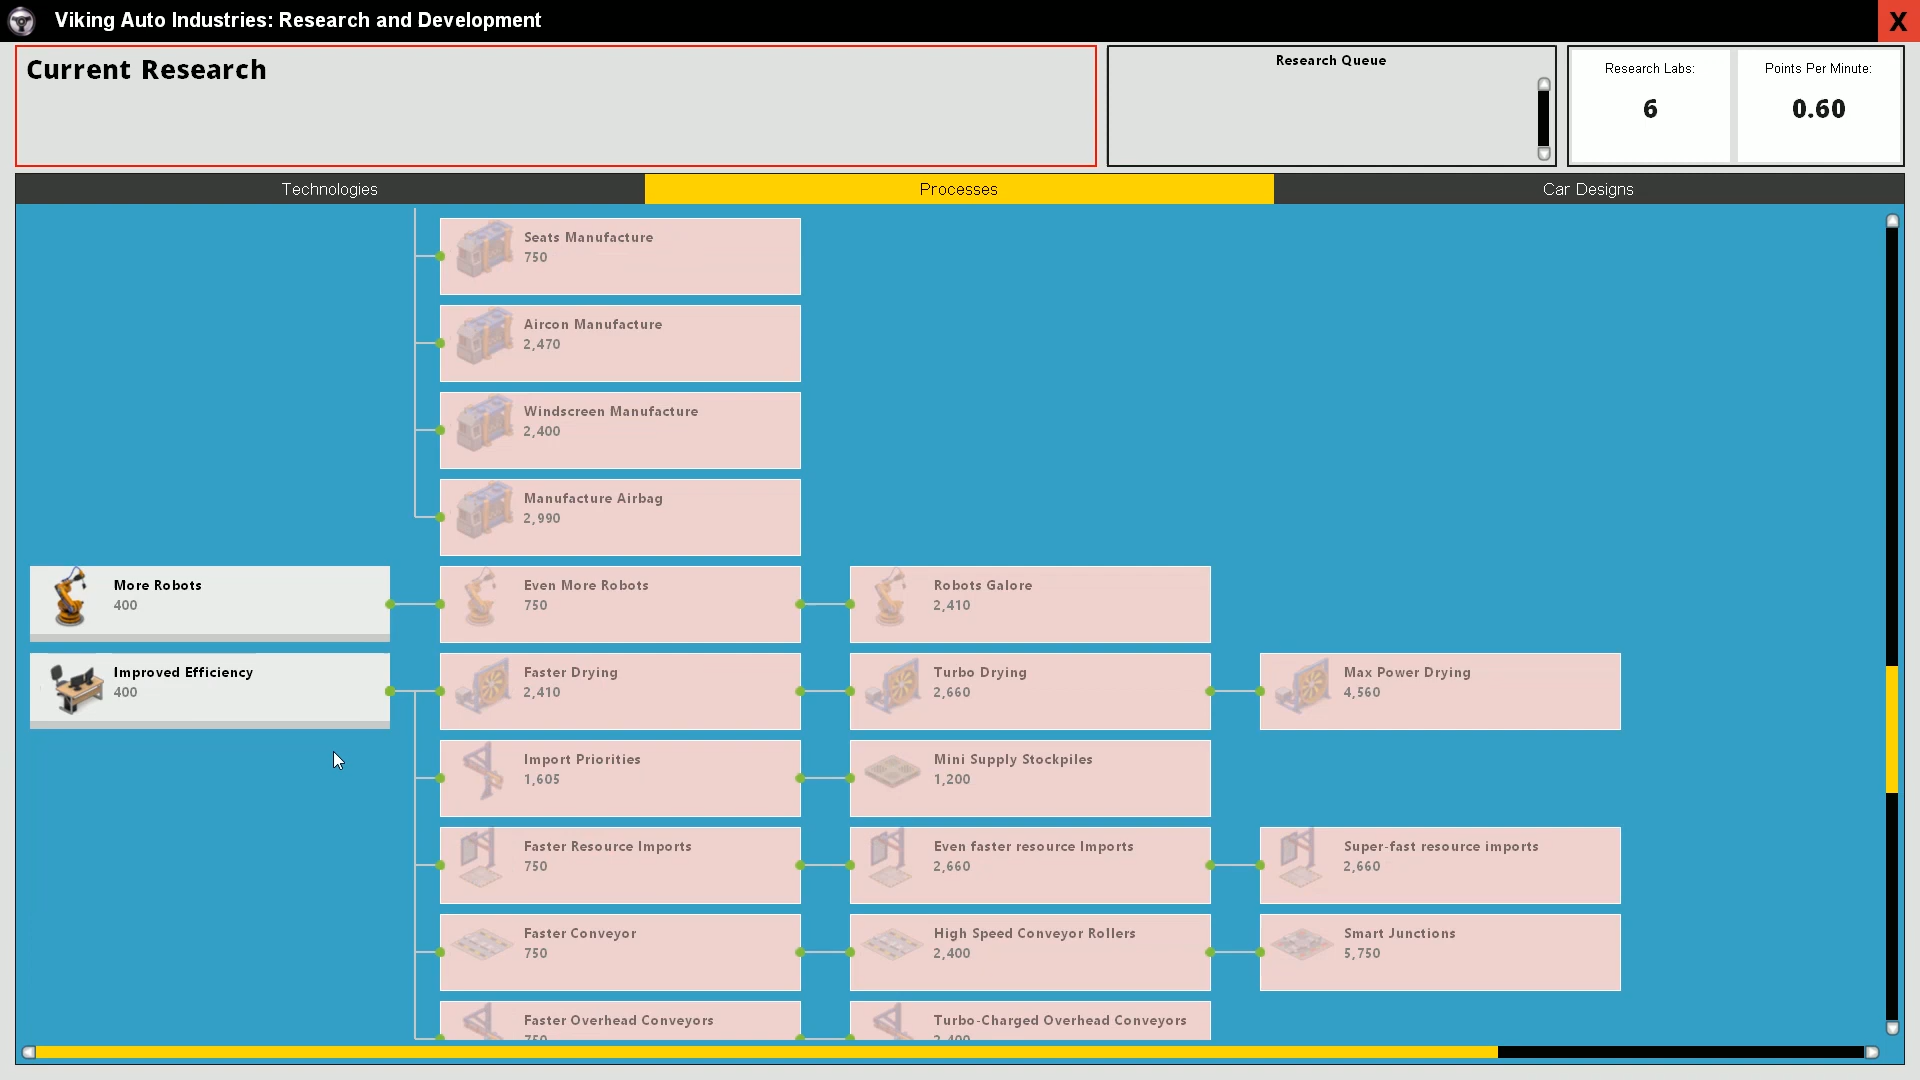 Viking Auto Industries: Research and Development
X
Current Research
Research Queue
Research Labs:
6
Points Per Minute:
0.60
Technologies
Processes
Car Designs
Seats Manufacture
750
Aircon Manufacture
2,470
Windscreen Manufacture
2,400
Manufacture Airbag
2,990
More Robots
400
Even More Robots
750
Robots Galore
2,410
Improved Efficiency
400
Faster Drying
2,410
Turbo Drying
2,660
Max Power Drying
4,560
Import Priorities
1,605
Mini Supply Stockpiles
1,200
Faster Resource Imports
750
Even faster resource Imports
2,660
Super-fast resource imports
2,660
Faster Conveyor
750
High Speed Conveyor Rollers
2,400
Smart Junctions
5,750
Faster Overhead Conveyors
750
Turbo-Charged Overhead Conveyors
2,400